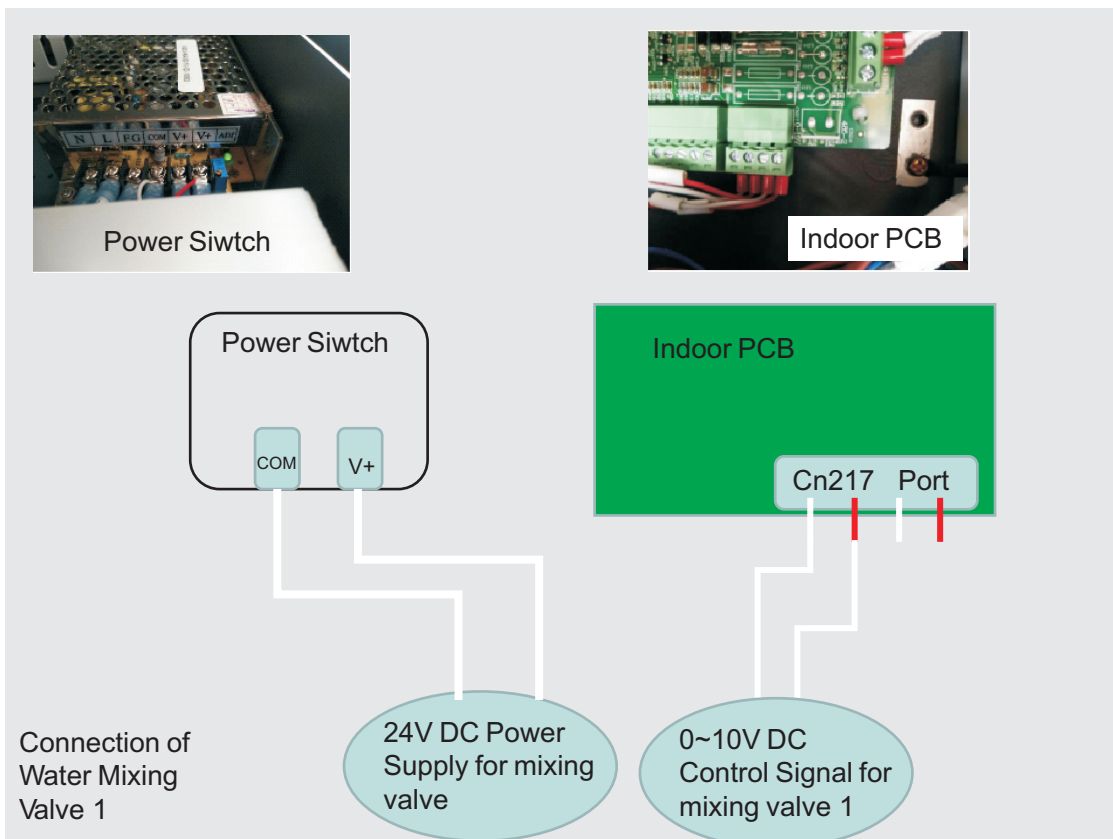 N L FG COM V+ V+ ADJ
Power Siwtch
Indoor PCB
Power Siwtch
COM
V+
Indoor PCB
Cn217 Port
Connection of
Water Mixing
Valve 1
24V DC Power
Supply for mixing
valve
0~10V DC
Control Signal for
mixing valve 1